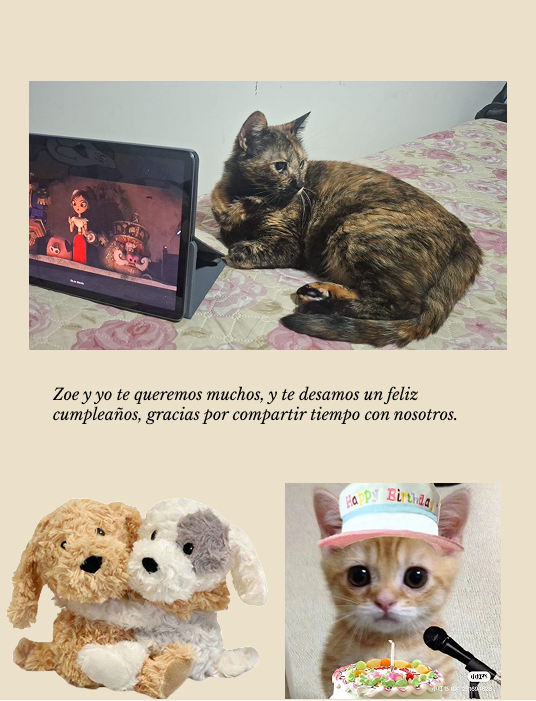 Zoe y yo te queremos muchos, y te desamos un feliz
cumpleaños, gracias por compartir tiempo con nosotros.
Happy Birthday